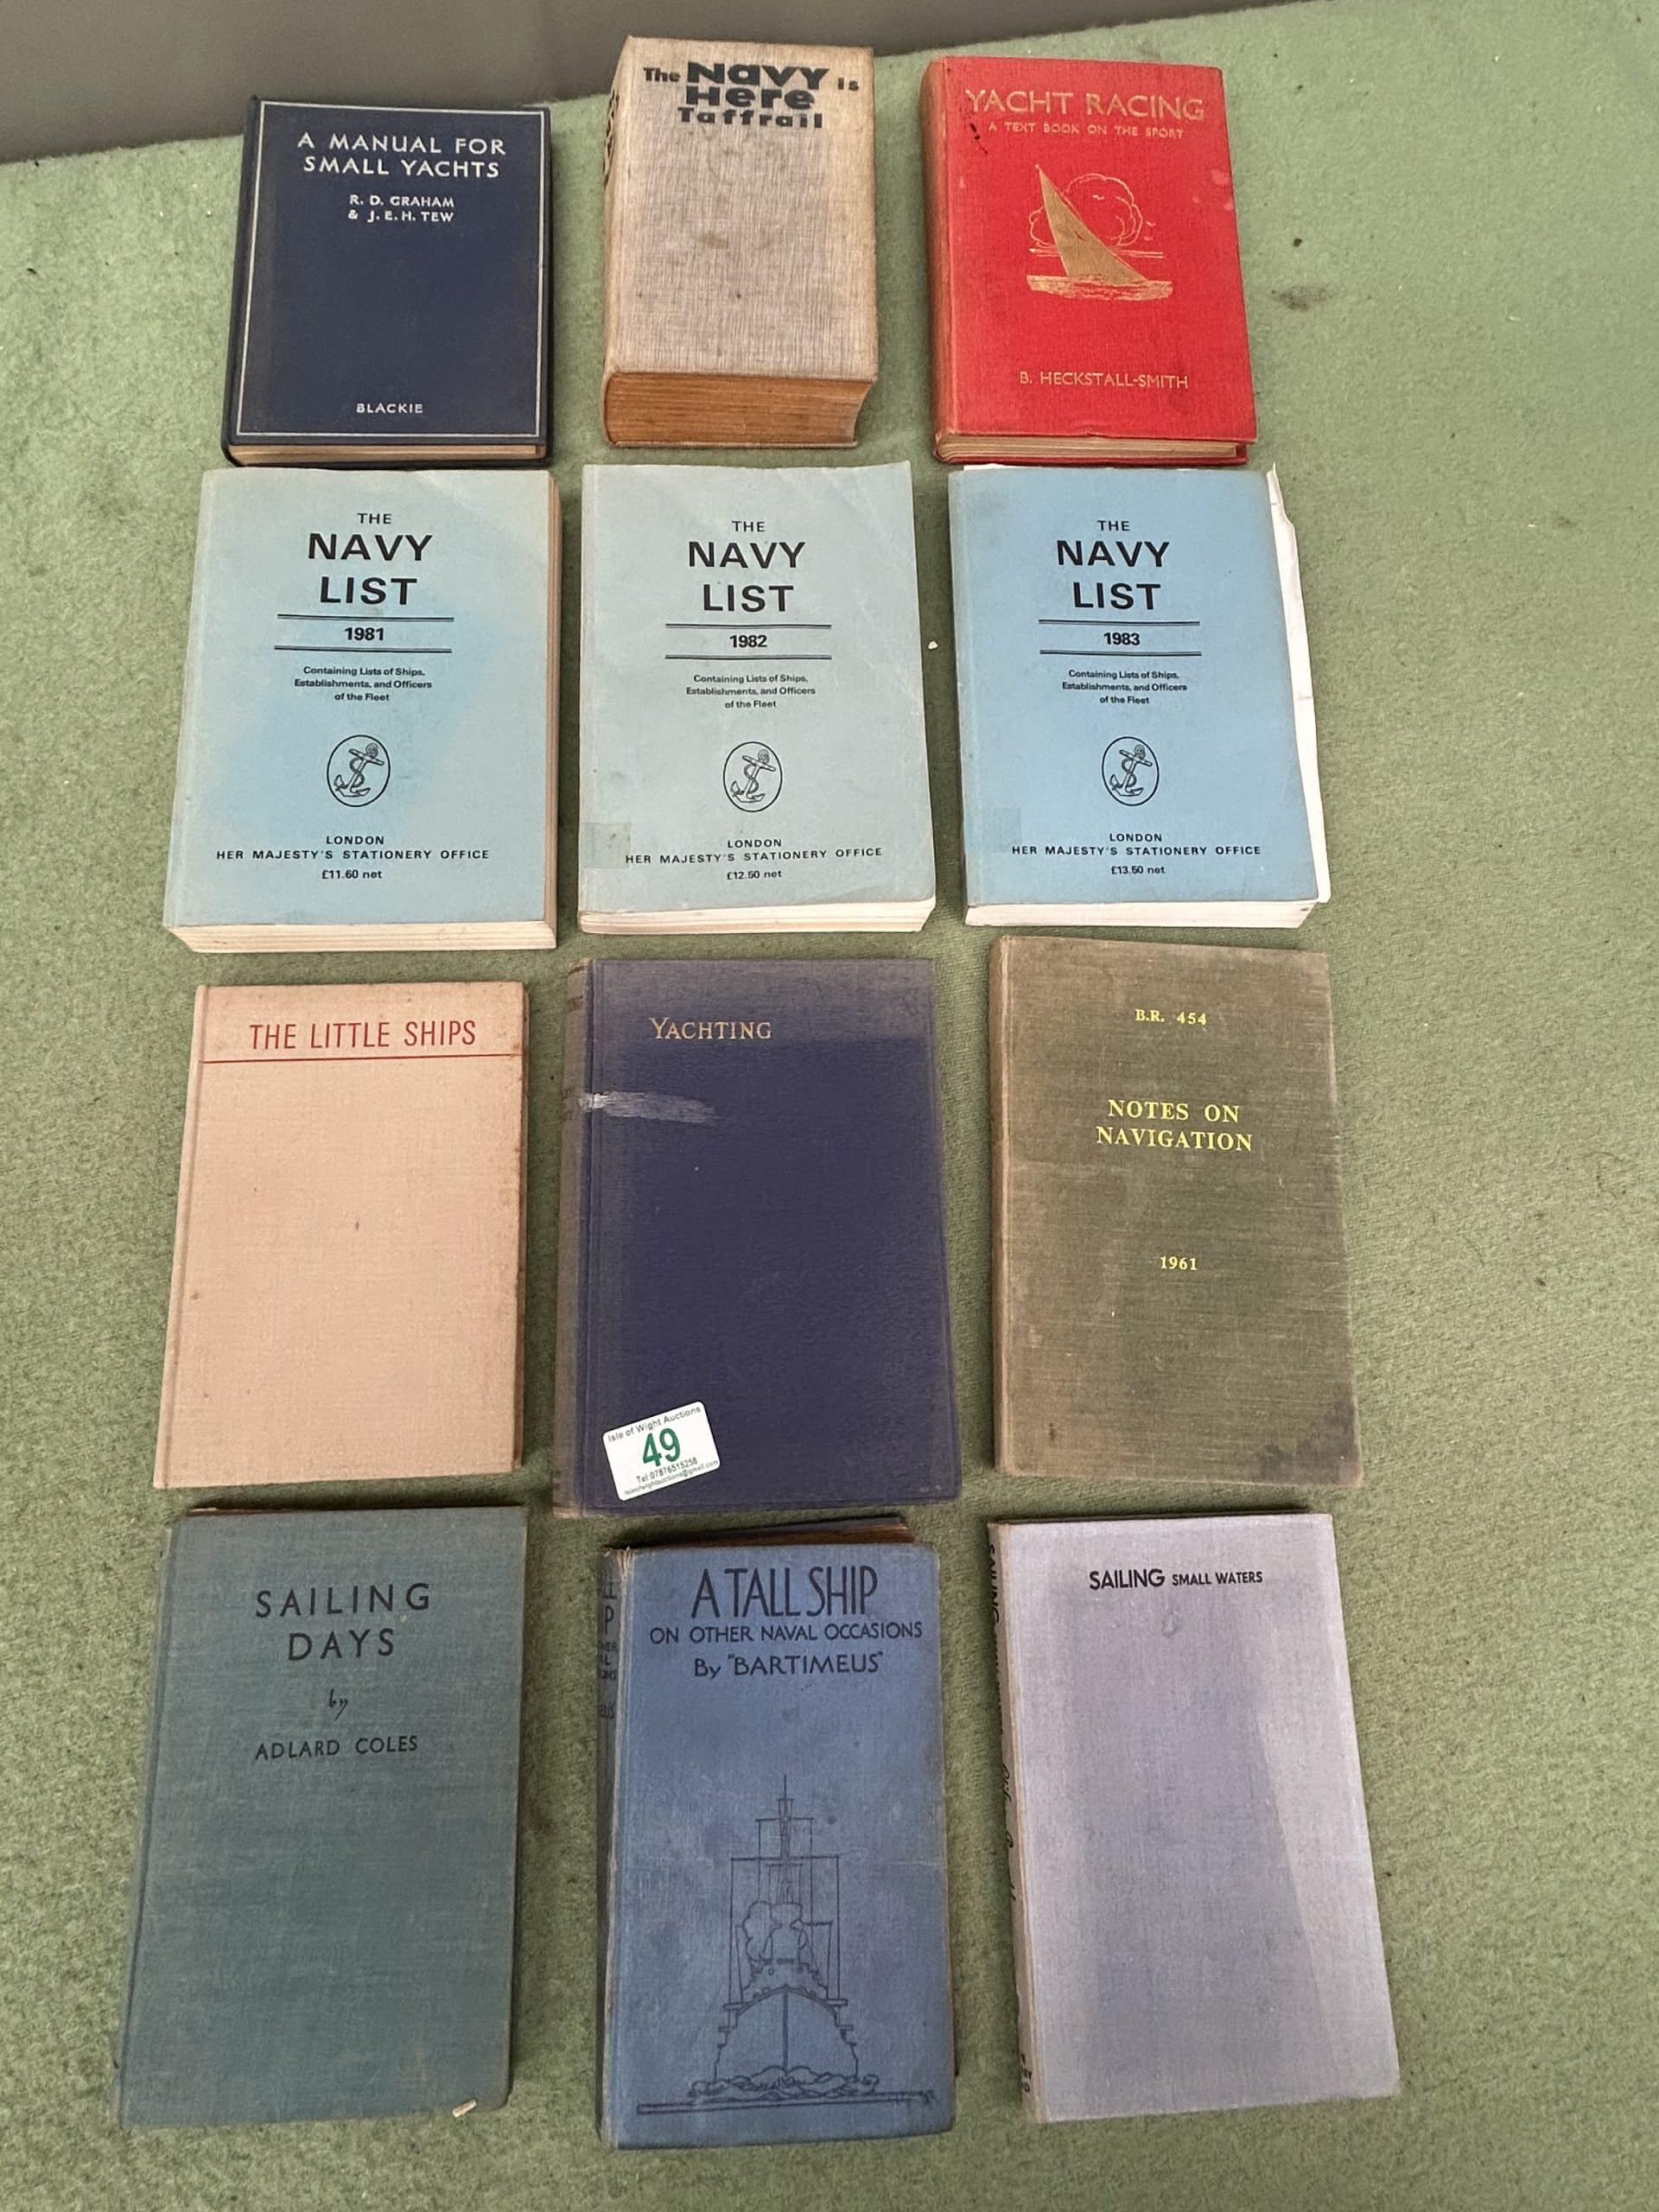 A MANUAL FOR
SMALL YACHTS
R. D. GRAHAM
& J. E. H. TEW
BLACKIE
The Navy Is
Here
Taffrail
YACHT RACING
A TEXT BOOK ON THE SPORT
B. HECKSTALL-SMITH
THE
NAVY
LIST
1981
Containing Lists of Ships,
Establishments, and Officers
of the Fleet
LONDON
HER MAJESTY'S STATIONERY OFFICE
£11.60 net
THE
NAVY
LIST
1982
Containing Lists of Ships,
Establishments, and Officers
of the Fleet
LONDON
HER MAJESTY'S STATIONERY OFFICE
£12.50 net
THE
NAVY
LIST
1983
Containing Lists of Ships,
Establishments, and Officers
of the Fleet
LONDON
HER MAJESTY'S STATIONERY OFFICE
£13.50 net
THE LITTLE SHIPS
YACHTING
Isle of Wight Auctions
49
Tel 07876515258
isleofwightauctions@gmail.com
B.R. 454
NOTES ON
NAVIGATION
1961
SAILING
DAYS
by
ADLARD COLES
A TALL SHIP
ON OTHER NAVAL OCCASIONS
By "BARTIMEUS"
SAILING SMALL WATERS
SAILING